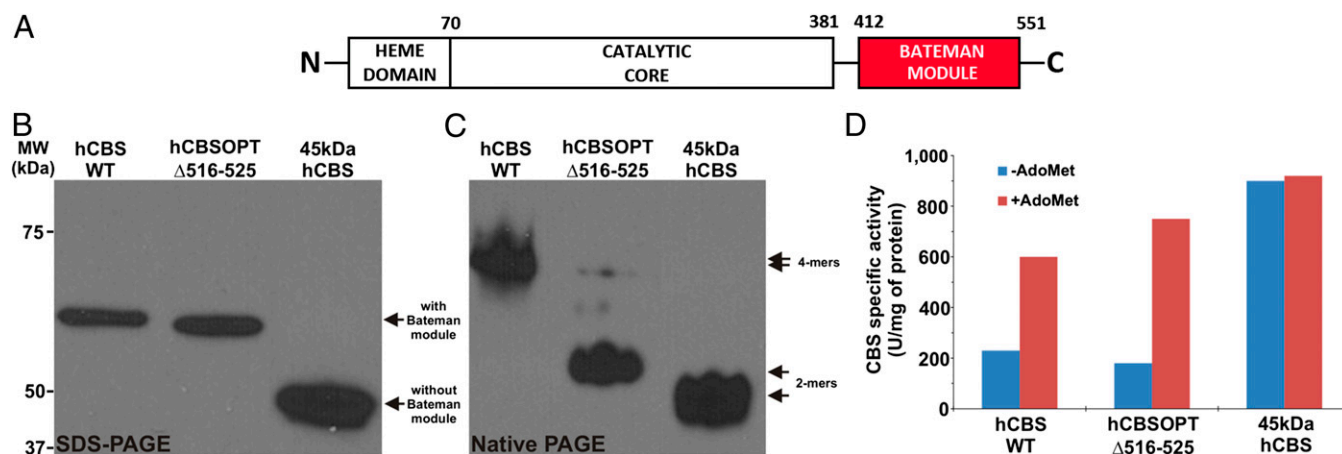 A
N
HEME
DOMAIN
70
CATALYTIC
CORE
381
412
BATEMAN
MODULE
551
C
B
MW
(kDa)
hCBS
WT
hCBSOPT
Δ516-525
45kDa
hCBS
75
50
37-
with
Bateman
module
without
Bateman
module
SDS-PAGE
C
hCBS
WT
hCBSOPT
Δ516-525
45kDa
hCBS
4-mers
2-mers
Native PAGE
D
CBS specific activity
(U/mg of protein)
1,000
800
600
400
200
0
-AdoMet
+AdoMet
hCBS
WT
hCBSOPT
Δ516-525
45kDa
hCBS